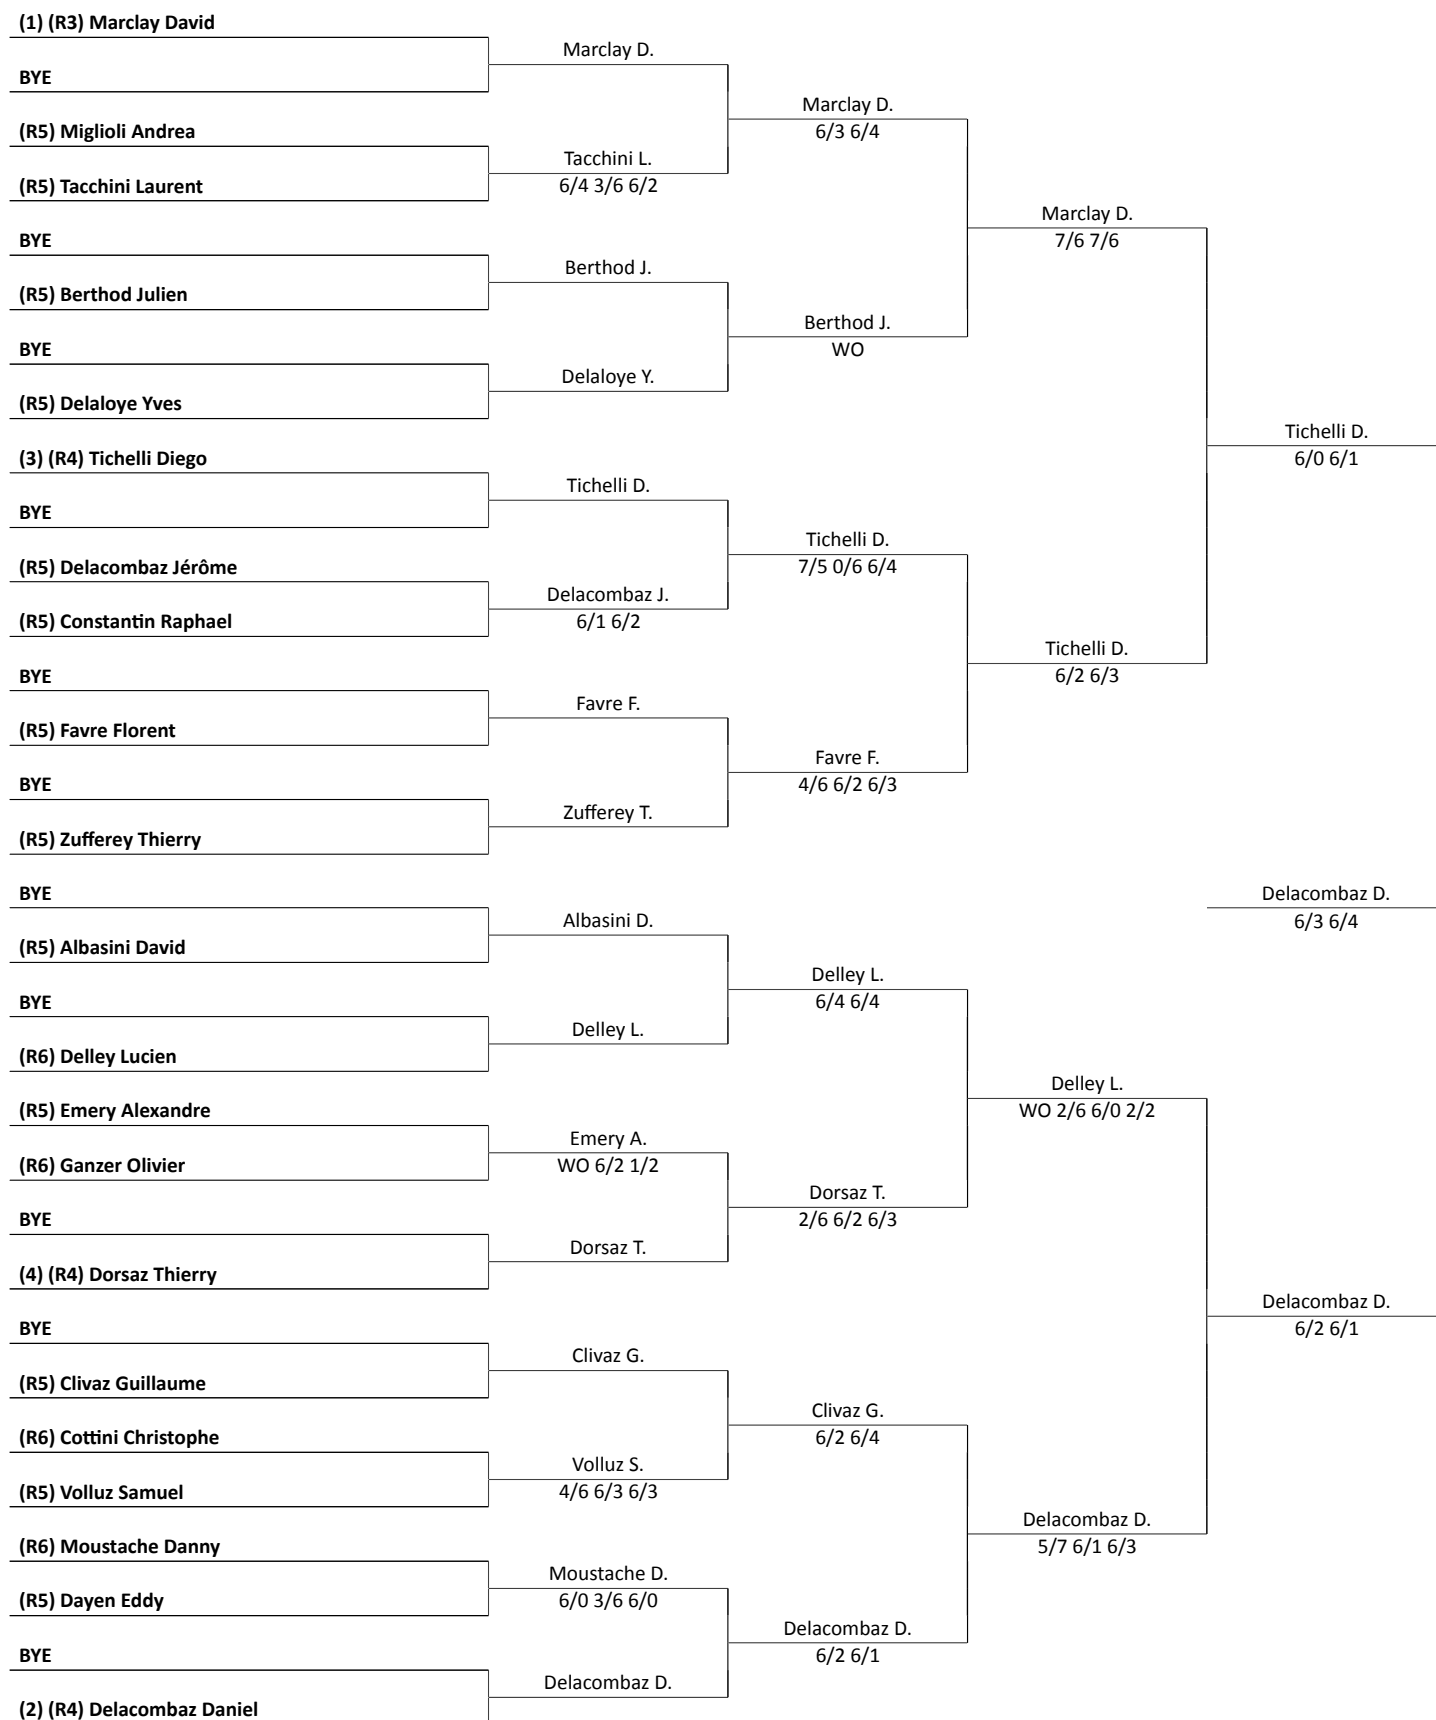 (1) (R3) Marclay David
Marclay D.
BYE
Marclay D.
6/3 6/4
(R5) Miglioli Andrea
Tacchini L.
6/4 3/6 6/2
(R5) Tacchini Laurent
Marclay D.
7/6 7/6
BYE
Berthod J.
(R5) Berthod Julien
Berthod J.
WO
BYE
Delaloye Y.
(R5) Delaloye Yves
Tichelli D.
6/0 6/1
(3) (R4) Tichelli Diego
Tichelli D.
BYE
Tichelli D.
7/5 0/6 6/4
(R5) Delacombaz Jérôme
Delacombaz J.
6/1 6/2
(R5) Constantin Raphael
Tichelli D.
6/2 6/3
BYE
Favre F.
(R5) Favre Florent
Favre F.
4/6 6/2 6/3
BYE
Zufferey T.
(R5) Zufferey Thierry
BYE
Delacombaz D.
6/3 6/4
Albasini D.
(R5) Albasini David
Delley L.
6/4 6/4
BYE
Delley L.
(R6) Delley Lucien
Delley L.
WO 2/6 6/0 2/2
(R5) Emery Alexandre
Emery A.
WO 6/2 1/2
(R6) Ganzer Olivier
Dorsaz T.
2/6 6/2 6/3
BYE
Dorsaz T.
(4) (R4) Dorsaz Thierry
Delacombaz D.
6/2 6/1
BYE
Clivaz G.
(R5) Clivaz Guillaume
Clivaz G.
6/2 6/4
(R6) Cottini Christophe
Volluz S.
4/6 6/3 6/3
(R5) Volluz Samuel
Delacombaz D.
5/7 6/1 6/3
(R6) Moustache Danny
Moustache D.
6/0 3/6 6/0
(R5) Dayen Eddy
Delacombaz D.
6/2 6/1
BYE
Delacombaz D.
(2) (R4) Delacombaz Daniel